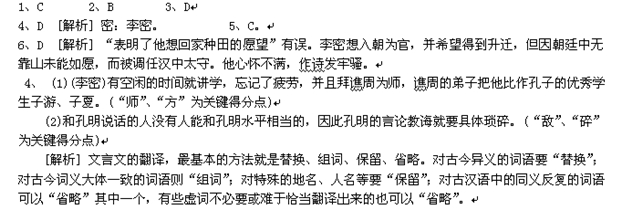 1、C 2、B 3、D↵
4、D [解析] 密：李密。 5、C。↵
6、D [解析] “表明了他想回家种田的愿望”有误。李密想入朝为官，并希望得到升迁，但因朝廷中无
靠山未能如愿，而被调任汉中太守。他心怀不满，作诗发牢骚。↵
4、 (1)(李密)有空闲的时间就讲学，忘记了疲劳，并且拜谯周为师，谯周的弟子把他比作孔子的优秀学
生子游、子夏。(“师”、“方”为关键得分点)↵
(2)和孔明说话的人没有人能和孔明水平相当的，因此孔明的言论教诲就要具体琐碎。(“敌”、“碎”
为关键得分点)↵
[解析] 文言文的翻译，最基本的方法就是替换、组词、保留、省略。对古今异义的词语要“替换”；
对古今词义大体一致的词语则“组词”；对特殊的地名、人名等要“保留”；对古汉语中的同义反复的词语
可以“省略”其中一个，有些虚词不必要或难于恰当翻译出来的也可以“省略”。↵